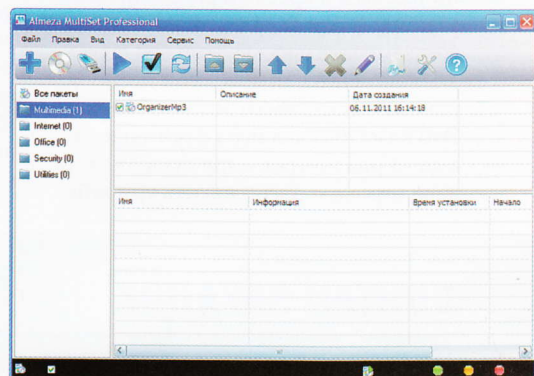 Almeza MultiSet Professional
Файл Правка Вид Категория Сервис Помощь
Все пакеты
Multimedia (1)
Internet (0)
Office (0)
Security (0)
Utilities (0)
Имя Описание Дата создания
OrganizerMp3 06.11.2011 16:14:18
Имя Информация Время установки Начало